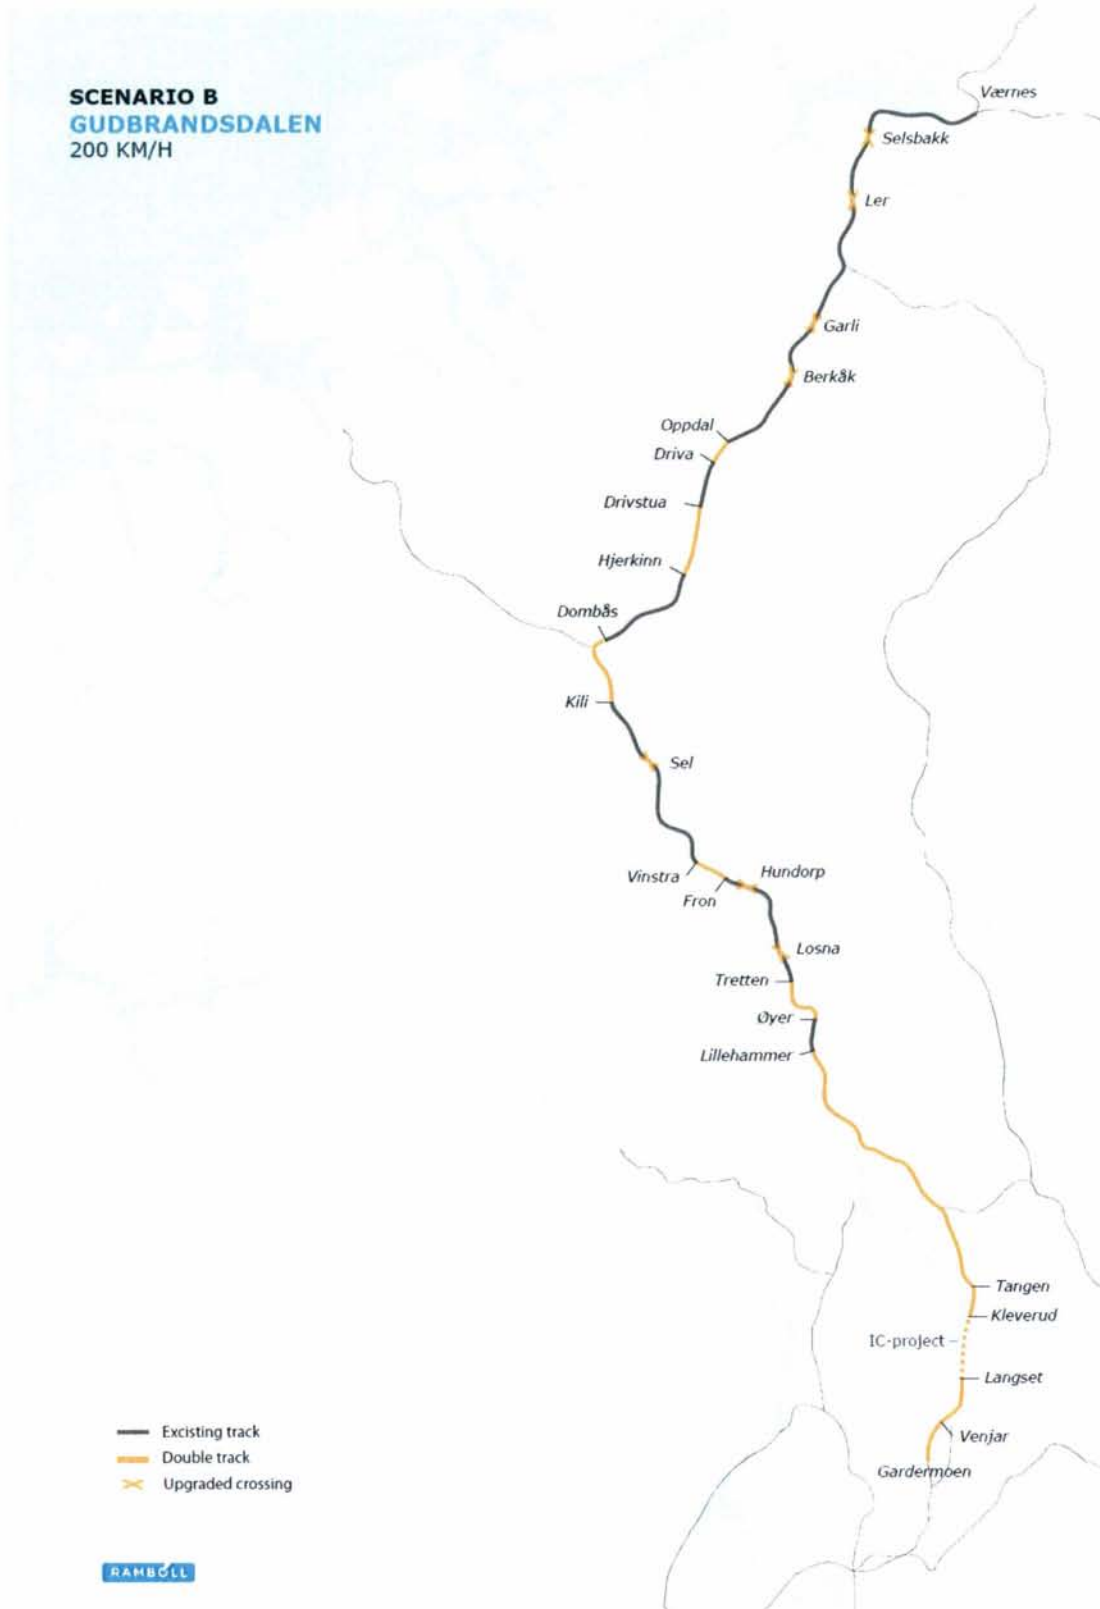 SCENARIO B
GUDBRANDSDALEN
200 KM/H
Værnes
Selsbakk
Ler
Garli
Berkåk
Oppdal
Driva
Drivstua
Hjerkinn
Dombås
Kili
Sel
Vinstra
Hundorp
Fron
Losna
Tretten
Øyer
Lillehammer
Tangen
Kleverud
IC-project
Langset
Venjar
Gardermoen
Excisting track
Double track
Upgraded crossing
RAMBOLL